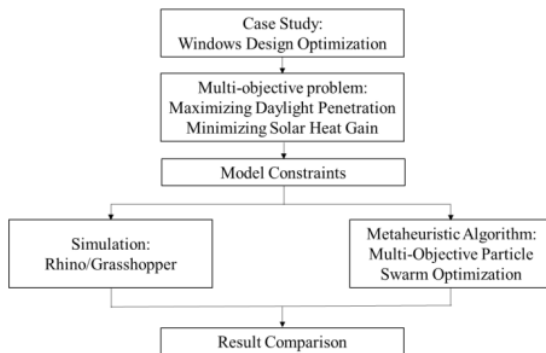 Case Study:
Windows Design Optimization
Multi-objective problem:
Maximizing Daylight Penetration
Minimizing Solar Heat Gain
Model Constraints
Simulation:
Rhino/Grasshopper
Metaheuristic Algorithm:
Multi-Objective Particle
Swarm Optimization
Result Comparison